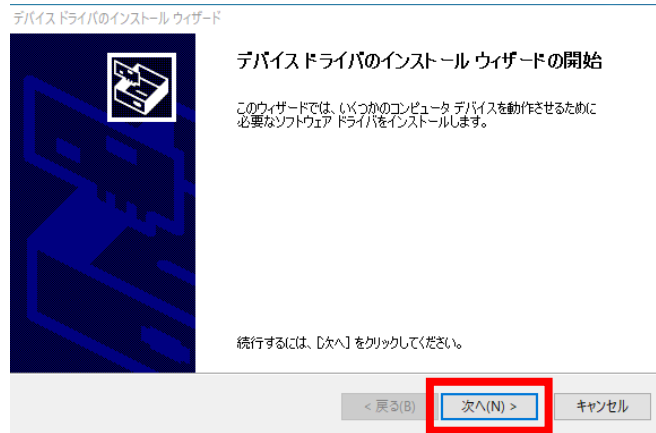 デバイス ドライバのインストール ウィザード
デバイス ドライバのインストール ウィザードの開始
このウィザードでは、いくつかのコンピュータ デバイスを動作させるために
必要なソフトウェア ドライバをインストールします。
続行するには、[次へ] をクリックしてください。
< 戻る(B)
次へ(N) >
キャンセル